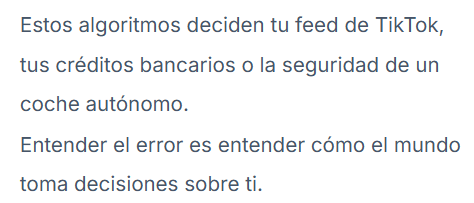 Estos algoritmos deciden tu feed de TikTok,
tus créditos bancarios o la seguridad de un
coche autónomo.
Entender el error es entender cómo el mundo
toma decisiones sobre ti.